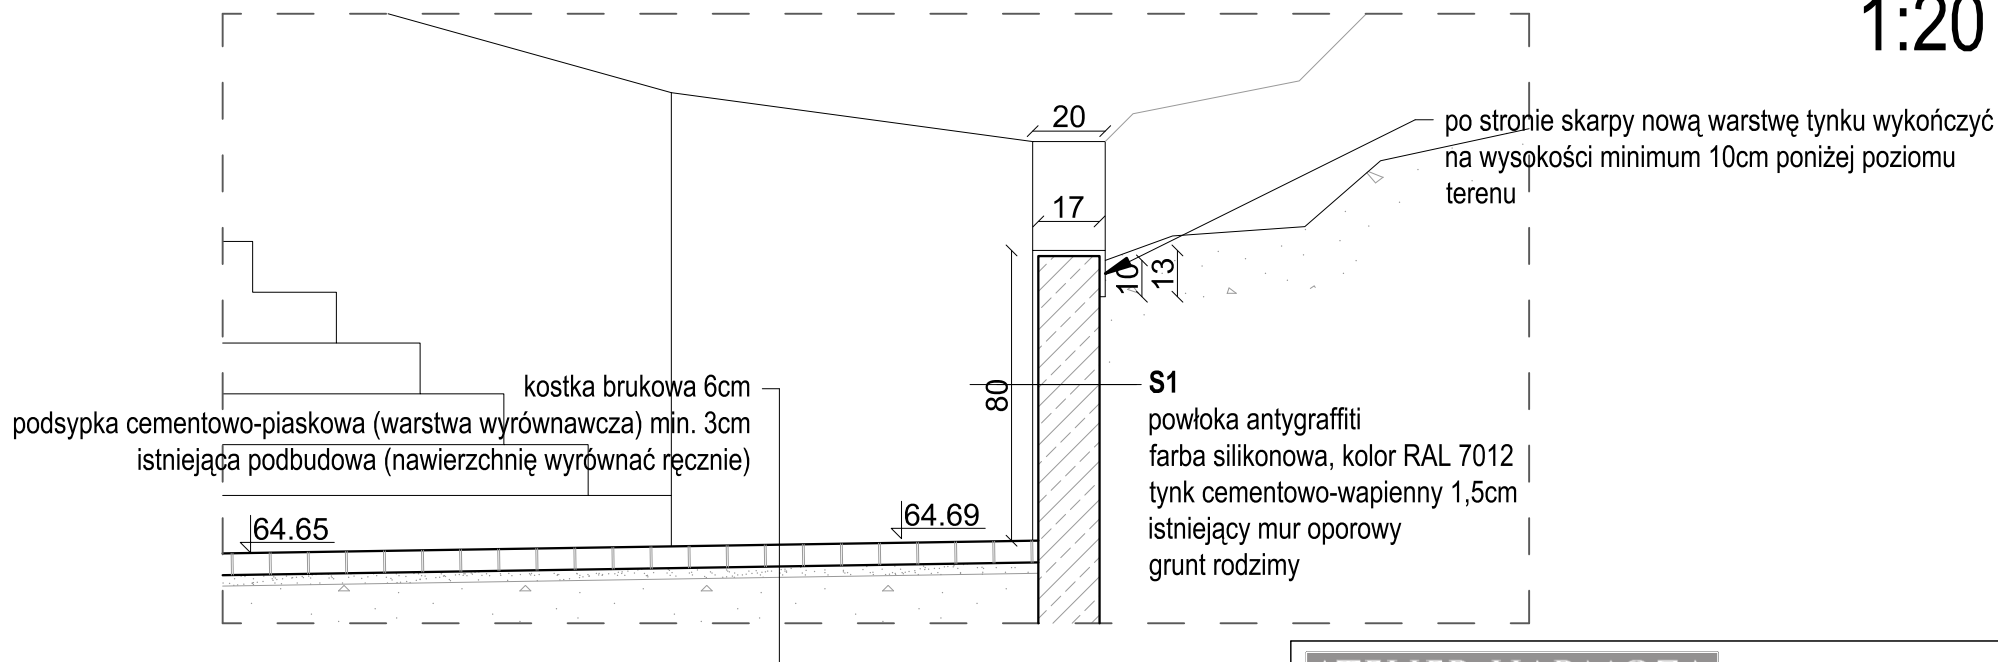 1:20
20
po stronie skarpy nową warstwę tynku wykończyć
na wysokości minimum 10cm poniżej poziomu
terenu
17
10
13
80
kostka brukowa 6cm
podsypka cementowo-piaskowa (warstwa wyrównawcza) min. 3cm
istniejąca podbudowa (nawierzchnię wyrównać ręcznie)
S1
powłoka antygraffiti
farba silikonowa, kolor RAL 7012
tynk cementowo-wapienny 1,5cm
istniejący mur oporowy
grunt rodzimy
64.65
64.69